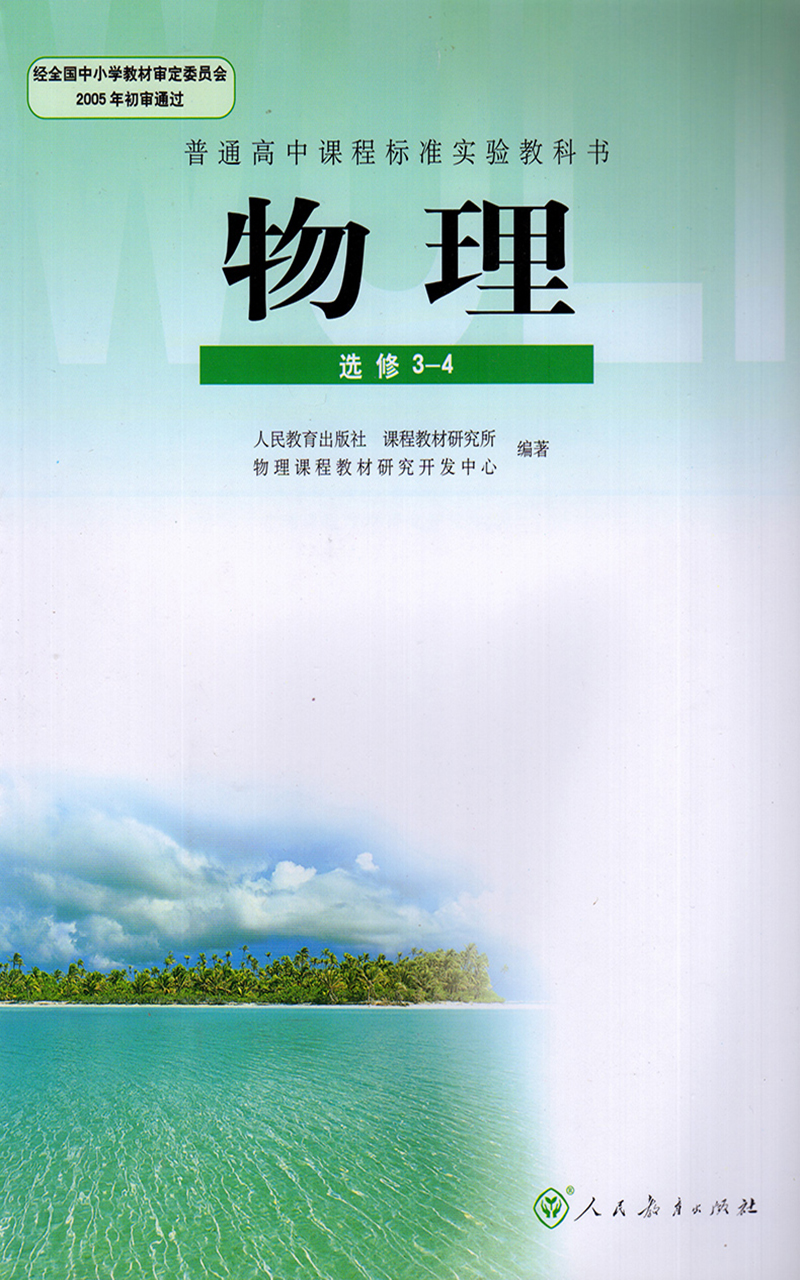 经全国中小学教材审定委员会
2005年初审通过
普通高中课程标准实验教科书
WULI
物理
选修 3-4
人民教育出版社 课程教材研究所
物理课程教材研究开发中心
编著
®人民教育出版社